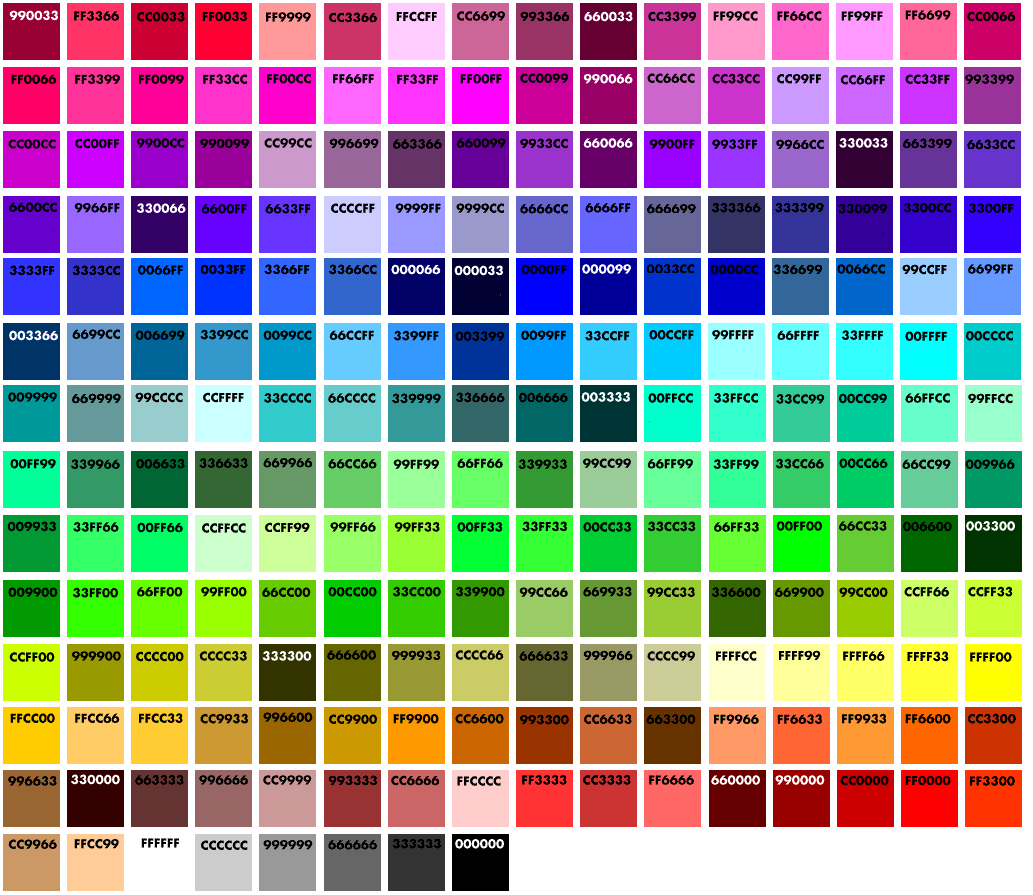 990033 FF3366 CC0033 FF0033 FF9999 CC3366 FFCCFF CC6699 993366 660033 CC3399 FF99CC FF66CC FF99FF FF6699 CC0066
FF0066 FF3399 FF0099 FF33CC FF00CC FF66FF FF33FF FF00FF CC0099 990066 CC66CC CC33CC CC99FF CC66FF CC33FF 993399
CC00CC CC00FF 9900CC 990099 CC99CC 996699 663366 660099 9933CC 660066 9900FF 9933FF 9966CC 330033 663399 6633CC
6600CC 9966FF 330066 6600FF 6633FF CCCCFF 9999FF 9999CC 6666CC 6666FF 666699 333366 333399 330099 3300CC 3300FF
3333FF 3333CC 0066FF 0033FF 3366FF 3366CC 000066 000033 0000FF 000099 0033CC 0000CC 336699 0066CC 99CCFF 6699FF
003366 6699CC 006699 3399CC 0099CC 66CCFF 3399FF 003399 0099FF 33CCFF 00CCFF 99FFFF 66FFFF 33FFFF 00FFFF 00CCCC
009999 669999 99CCCC CCFFFF 33CCCC 66CCCC 339999 336666 006666 003333 00FFCC 33FFCC 33CC99 00CC99 66FFCC 99FFCC
00FF99 339966 006633 336633 669966 66CC66 99FF99 66FF66 339933 99CC99 66FF99 33FF99 33CC66 00CC66 66CC99 009966
009933 33FF66 00FF66 CCFFCC CCFF99 99FF66 99FF33 00FF33 33FF33 00CC33 33CC33 66FF33 00FF00 66CC33 006600 003300
009900 33FF00 66FF00 99FF00 66CC00 00CC00 33CC00 339900 99CC66 669933 99CC33 336600 669900 99CC00 CCFF66 CCFF33
CCFF00 999900 CCCC00 CCCC33 333300 666600 999933 CCCC66 666633 999966 CCCC99 FFFFCC FFFF99 FFFF66 FFFF33 FFFF00
FFCC00 FFCC66 FFCC33 CC9933 996600 CC9900 FF9900 CC6600 993300 CC6633 663300 FF9966 FF6633 FF9933 FF6600 CC3300
996633 330000 663333 996666 CC9999 993333 CC6666 FFCCCC FF3333 CC3333 FF6666 660000 990000 CC0000 FF0000 FF3300
CC9966 FFCC99 FFFFFF CCCCCC 999999 666666 333333 000000